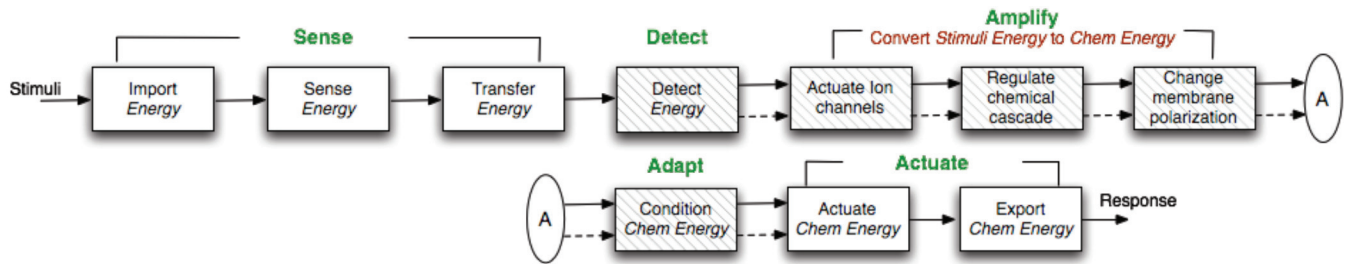 Sense
Detect
Amplify
Convert Stimuli Energy to Chem Energy
Stimuli
Import
Energy
Sense
Energy
Transfer
Energy
Detect
Energy
Actuate Ion
channels
Regulate
chemical
cascade
Change
membrane
polarization
A
Adapt
Actuate
A
Condition
Chem Energy
Actuate
Chem Energy
Export
Chem Energy
Response